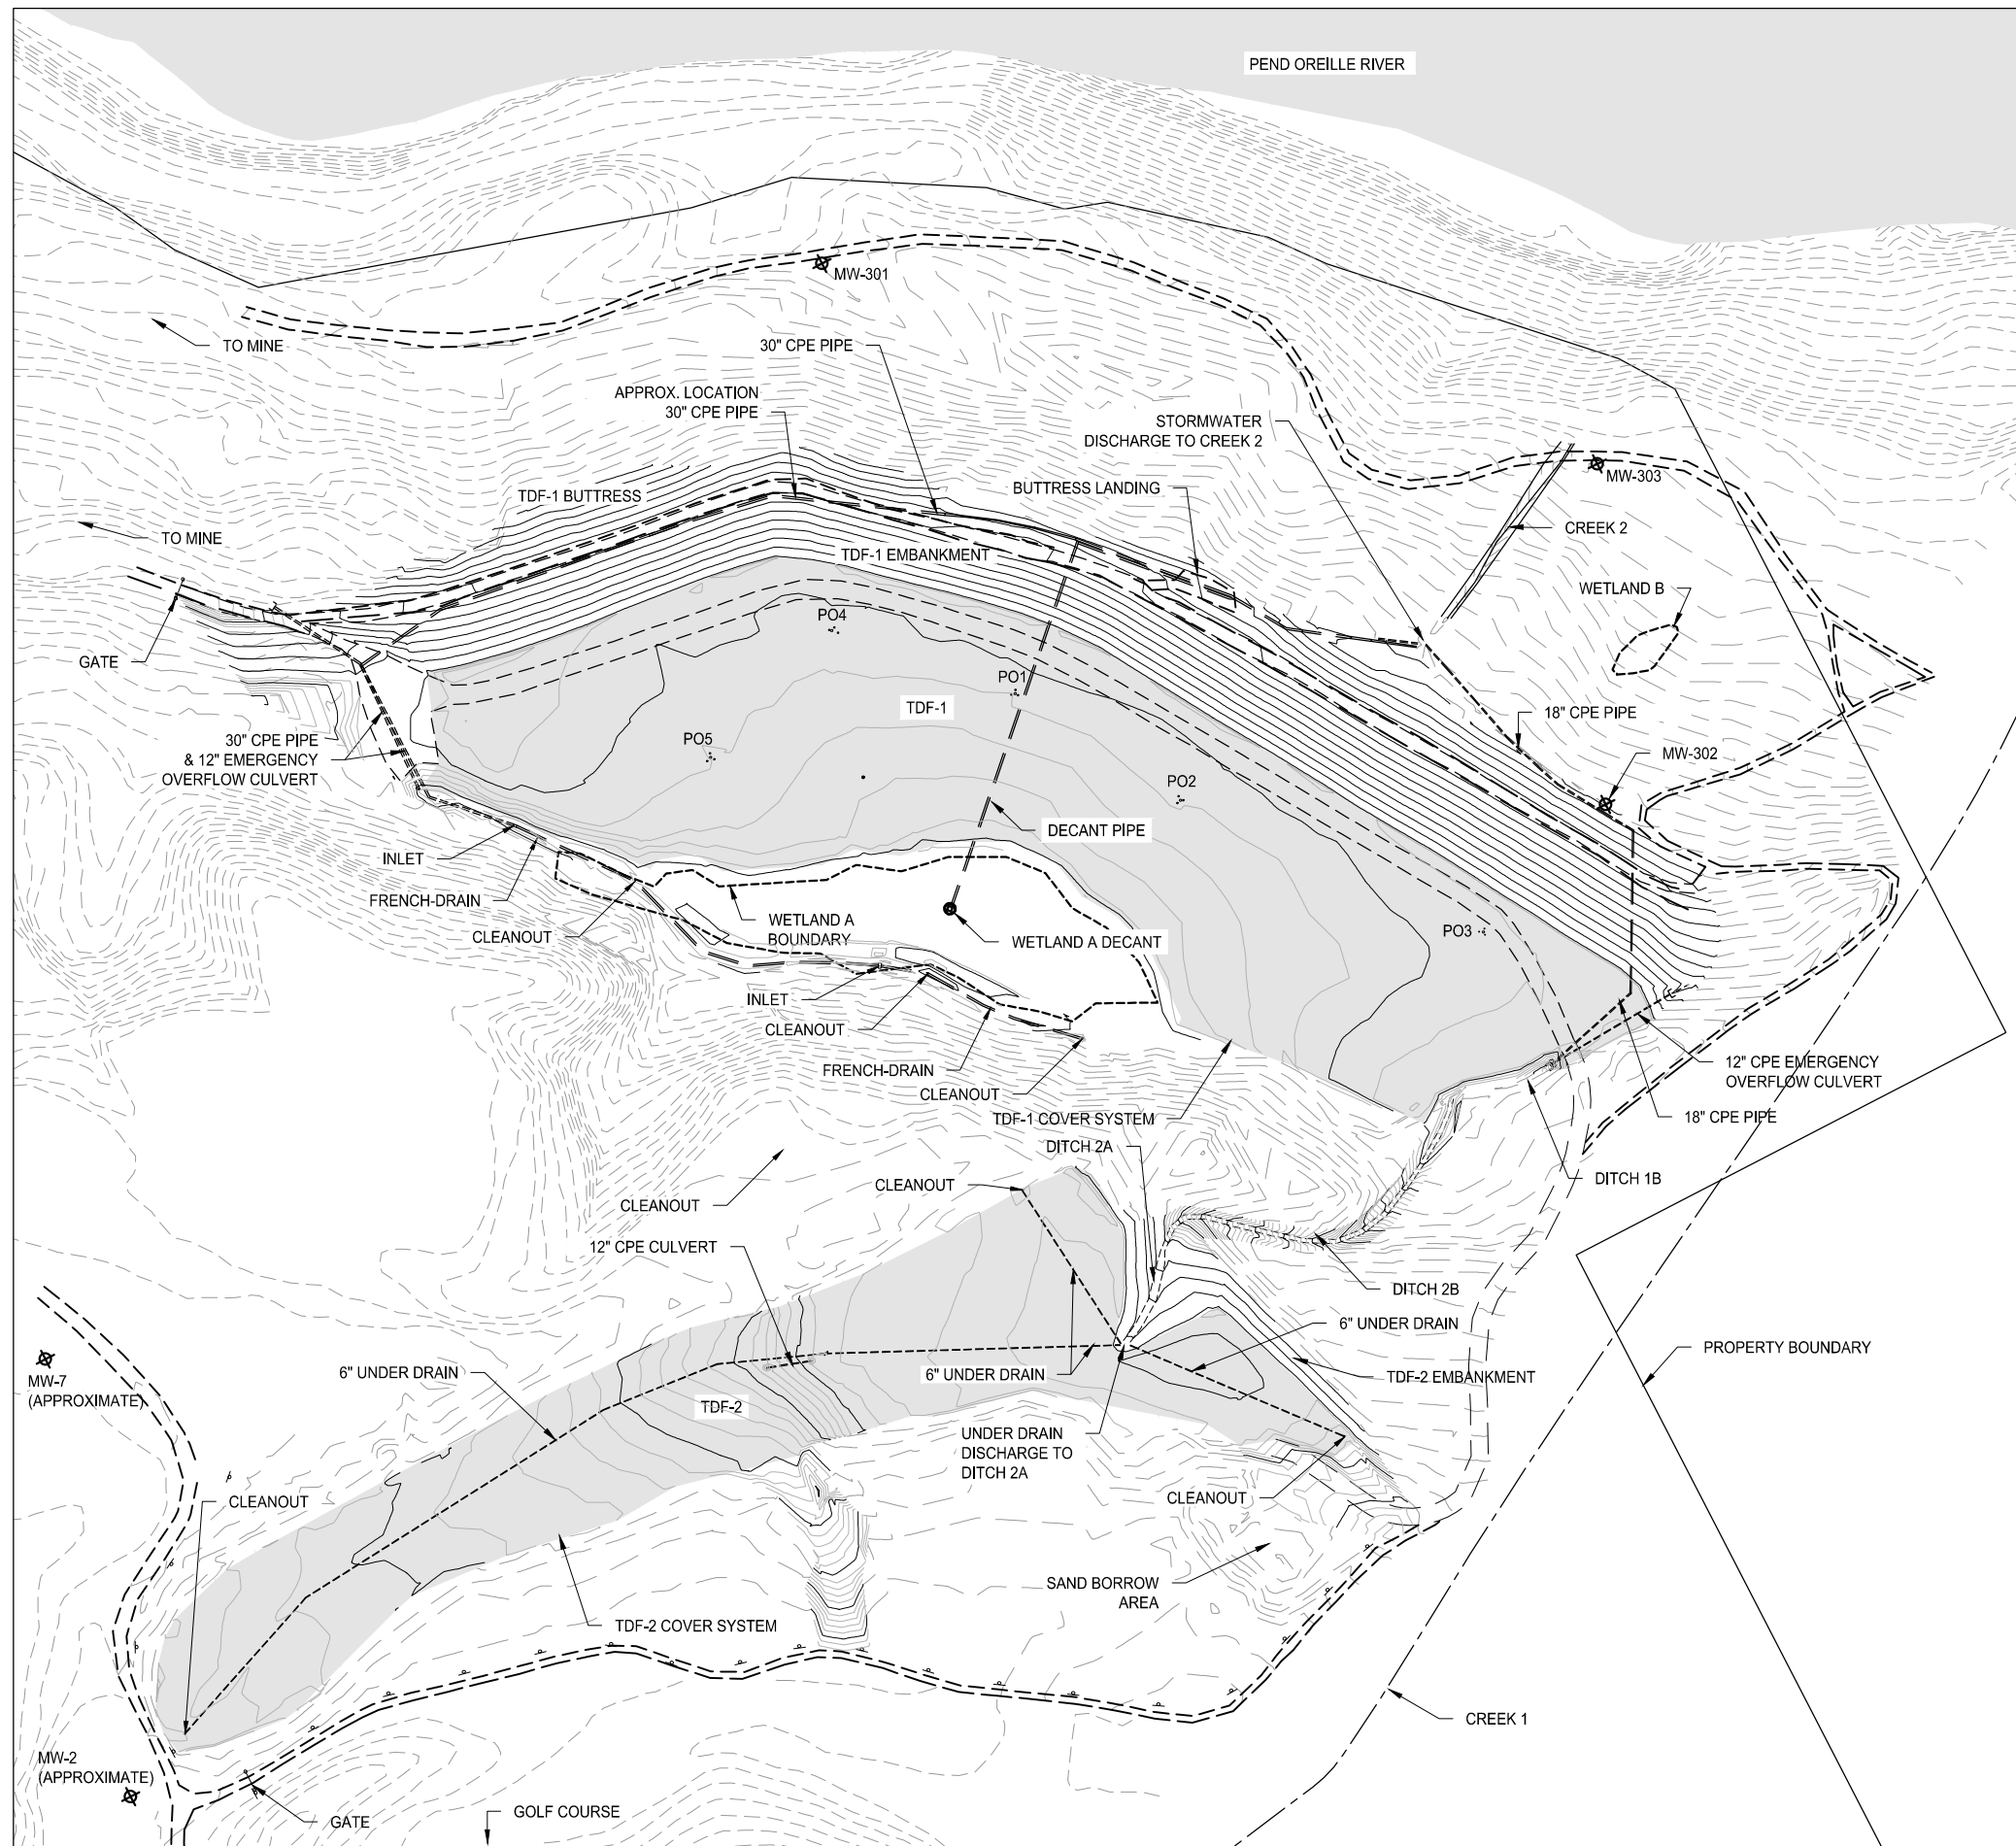 PEND OREILLE RIVER
MW-301
TO MINE
30" CPE PIPE
APPROX. LOCATION
30" CPE PIPE
STORMWATER
DISCHARGE TO CREEK 2
TDF-1 BUTTRESS
BUTTRESS LANDING
MW-303
TO MINE
CREEK 2
TDF-1 EMBANKMENT
WETLAND B
PO4
GATE
PO1
TDF-1
18" CPE PIPE
PO5
30" CPE PIPE
& 12" EMERGENCY
OVERFLOW CULVERT
MW-302
PO2
DECANT PIPE
INLET
FRENCH-DRAIN
WETLAND A
BOUNDARY
CLEANOUT
WETLAND A DECANT
PO3
INLET
CLEANOUT
FRENCH-DRAIN
12" CPE EMERGENCY
OVERFLOW CULVERT
CLEANOUT
TDF-1 COVER SYSTEM
18" CPE PIPE
DITCH 2A
DITCH 1B
CLEANOUT
CLEANOUT
12" CPE CULVERT
DITCH 2B
6" UNDER DRAIN
PROPERTY BOUNDARY
MW-7
(APPROXIMATE)
6" UNDER DRAIN
6" UNDER DRAIN
TDF-2 EMBANKMENT
TDF-2
UNDER DRAIN
DISCHARGE TO
DITCH 2A
CLEANOUT
CLEANOUT
SAND BORROW
AREA
TDF-2 COVER SYSTEM
CREEK 1
MW-2
(APPROXIMATE)
GOLF COURSE
GATE